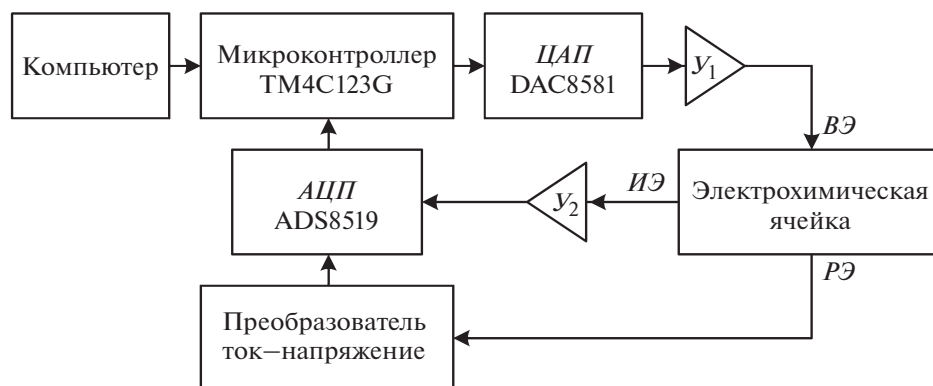 Компьютер
Микроконтроллер
TM4C123G
ЦАП
DAC8581
У1
ВЭ
АЦП
ADS8519
У2
ИЭ
Электрохимическая
ячейка
РЭ
Преобразователь
ток–напряжение